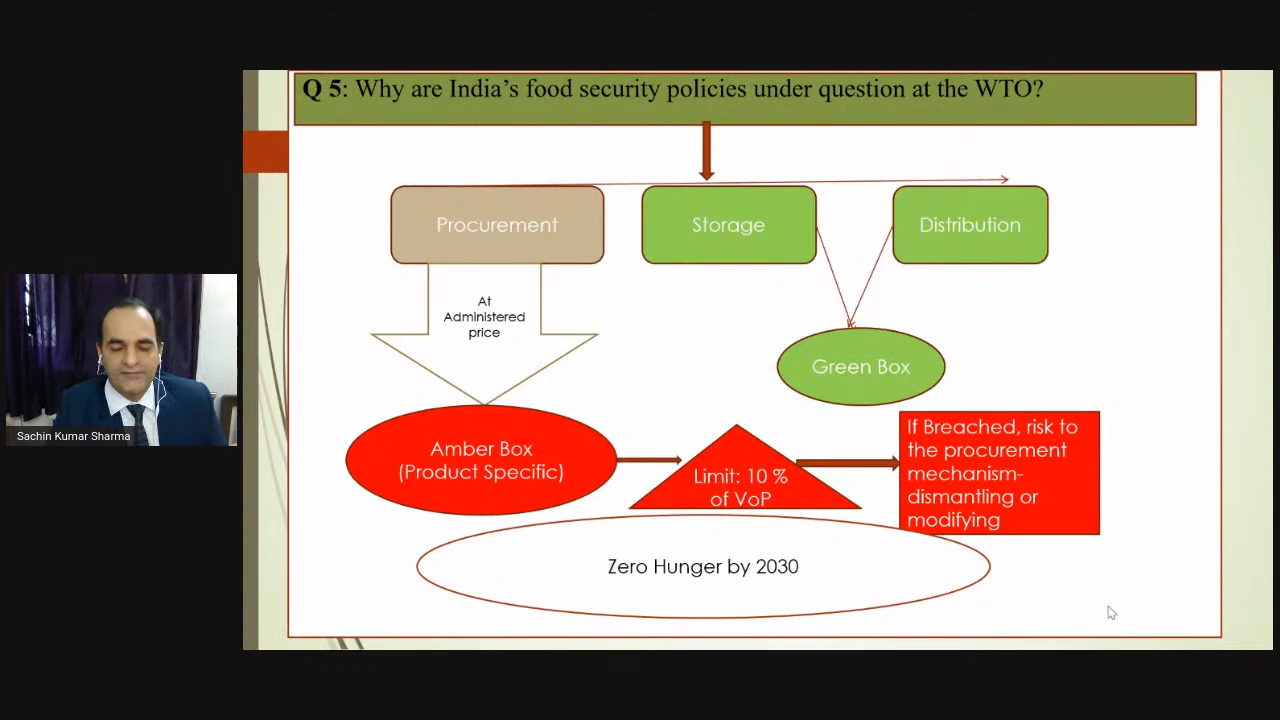 Q 5: Why are India's food security policies under question at the WTO?
Procurement
Storage
Distribution
At
Administered
price
Green Box
Amber Box
(Product Specific)
Limit: 10 %
of VoP
If Breached, risk to
the procurement
mechanism-
dismantling or
modifying
Zero Hunger by 2030
Sachin Kumar Sharma